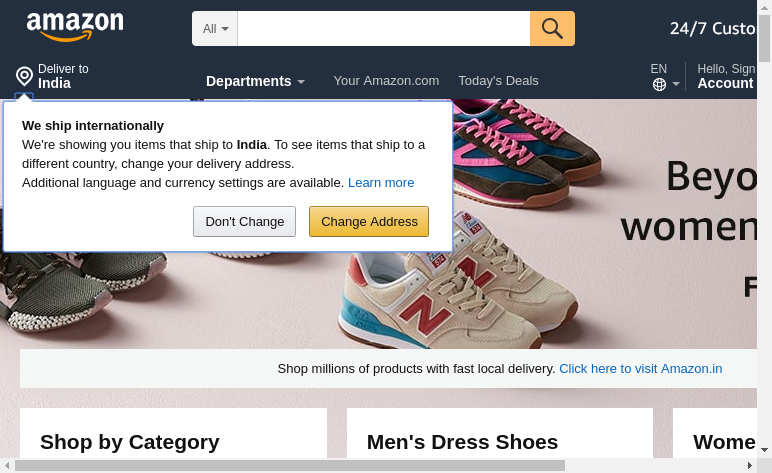 amazon
All
24/7 Custo
Deliver to
India
Departments
Your Amazon.com
Today's Deals
EN
Hello, Sign
Account
We ship internationally
We're showing you items that ship to India. To see items that ship to a
different country, change your delivery address.
Additional language and currency settings are available. Learn more
Don't Change
Change Address
Beyo
women
F
N
N
Shop millions of products with fast local delivery. Click here to visit Amazon.in
Shop by Category
Men's Dress Shoes
Wome